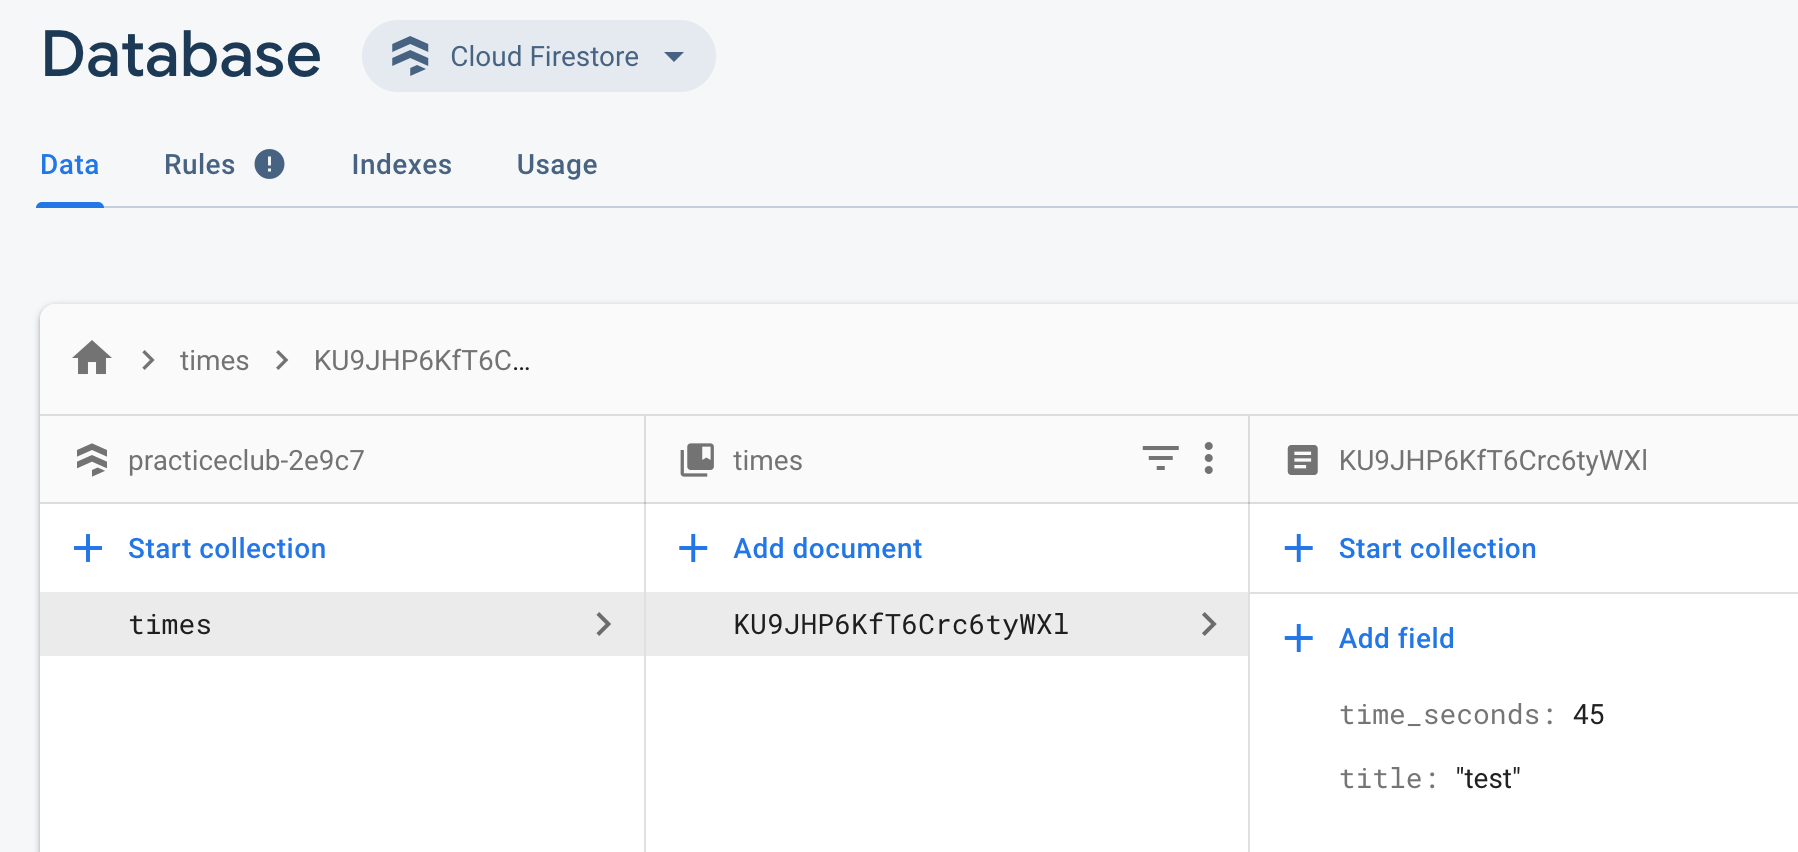 Database
Cloud Firestore
Data
Rules
Indexes
Usage
times
KU9JHP6KfT6C...
practiceclub-2e9c7
times
KU9JHP6KfT6Crc6tyWXl
Start collection
Add document
Start collection
times
KU9JHP6KfT6Crc6tyWXl
Add field
time_seconds: 45
title: "test"